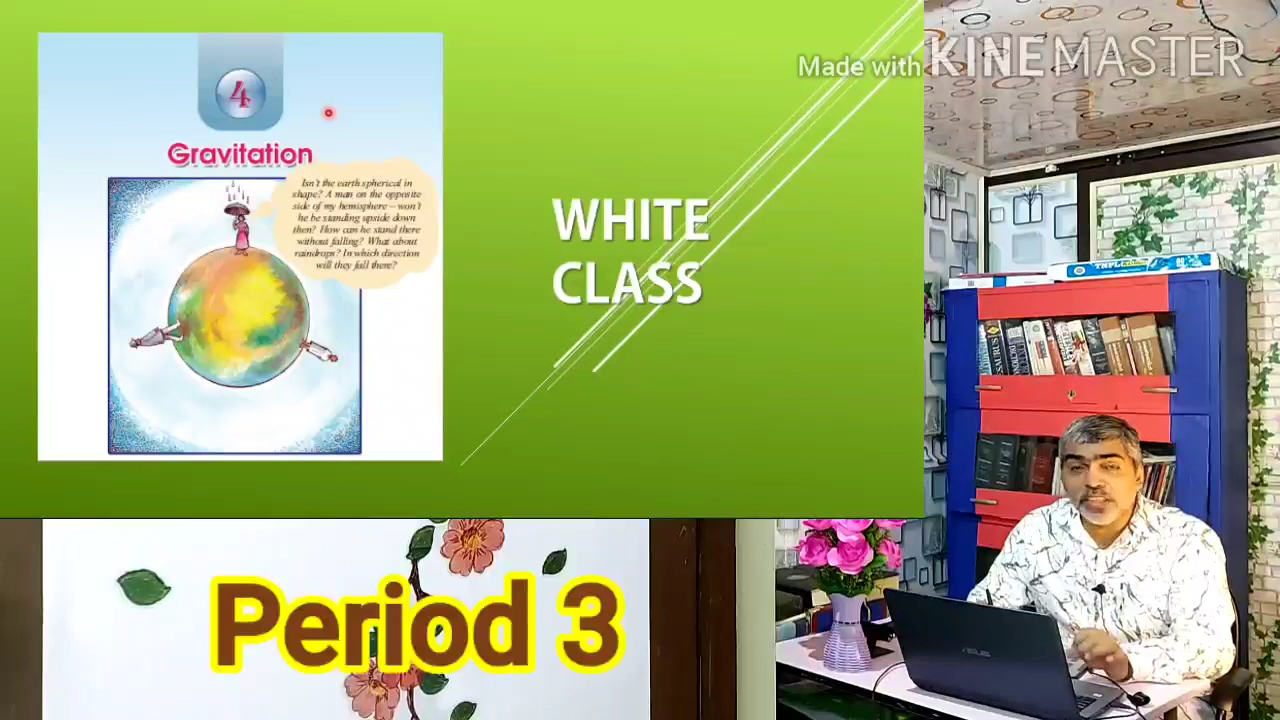 Made with KINEMASTER
4
Gravitation
Isn't the earth spherical in
shape? A man on the opposite
side of my hemisphere – won't
he be standing upside down
then? How can he stand there
without falling? What about
raindrops? In which direction
will they fall there?
WHITE
CLASS
Period 3
ASUS